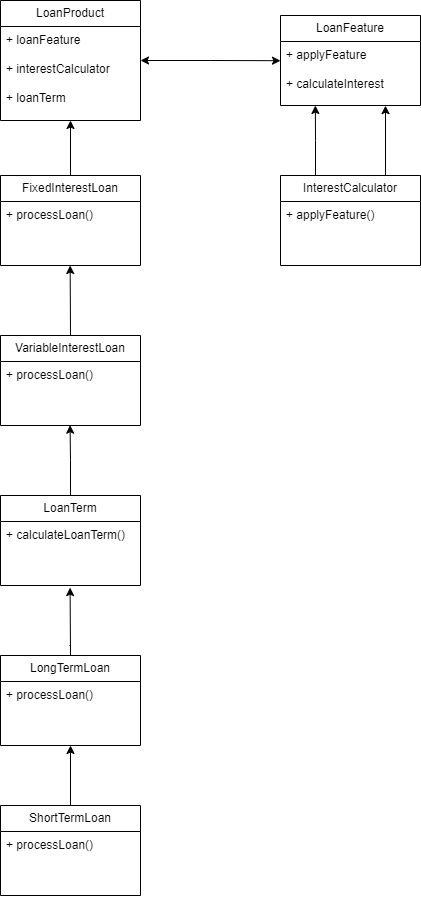 LoanProduct
+ loanFeature
+ interestCalculator
+ loanTerm
LoanFeature
+ applyFeature
+ calculateInterest
FixedInterestLoan
+ processLoan()
InterestCalculator
+ applyFeature()
VariableInterestLoan
+ processLoan()
LoanTerm
+ calculateLoanTerm()
LongTermLoan
+ processLoan()
ShortTermLoan
+ processLoan()